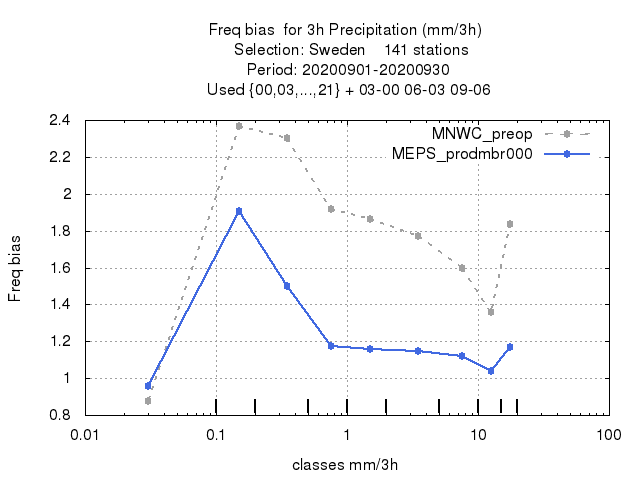 Freq bias  for 3h Precipitation (mm/3h)
Selection: Sweden    141 stations
Period: 20200901-20200930
Used {00,03,...,21} + 03-00 06-03 09-06
MNWC_preop
MEPS_prodmbr000
2.4
2.2
2
1.8
1.6
1.4
1.2
1
0.8
Freq bias
0.01
0.1
1
10
100
classes mm/3h